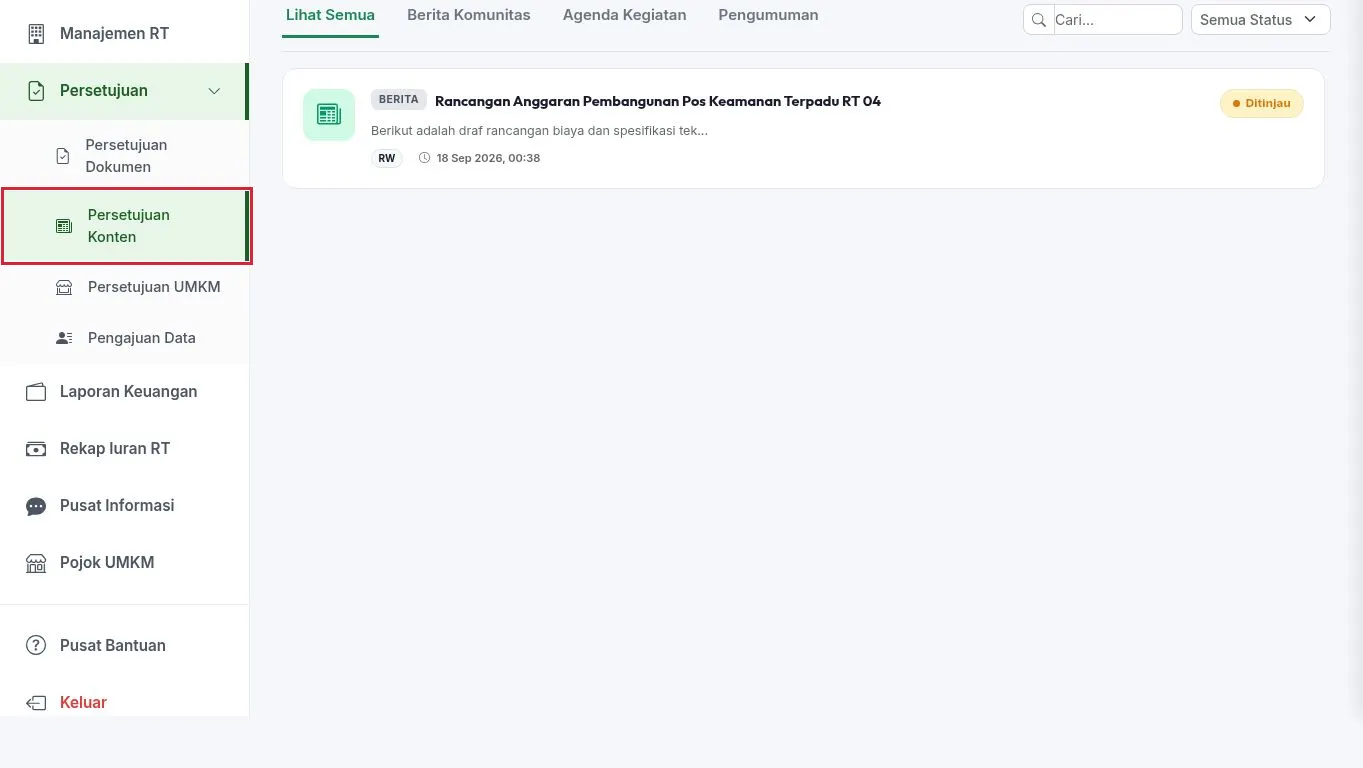 Manajemen RT
Persetujuan
Persetujuan
Dokumen
Persetujuan
Konten
Persetujuan UMKM
Pengajuan Data
Laporan Keuangan
Rekap Iuran RT
Pusat Informasi
Pojok UMKM
Pusat Bantuan
Keluar
Lihat Semua Berita Komunitas Agenda Kegiatan Pengumuman Cari... Semua Status
BERITA Rancangan Anggaran Pembangunan Pos Keamanan Terpadu RT 04 Ditinjau
Berikut adalah draf rancangan biaya dan spesifikasi tek...
RW 18 Sep 2026, 00:38